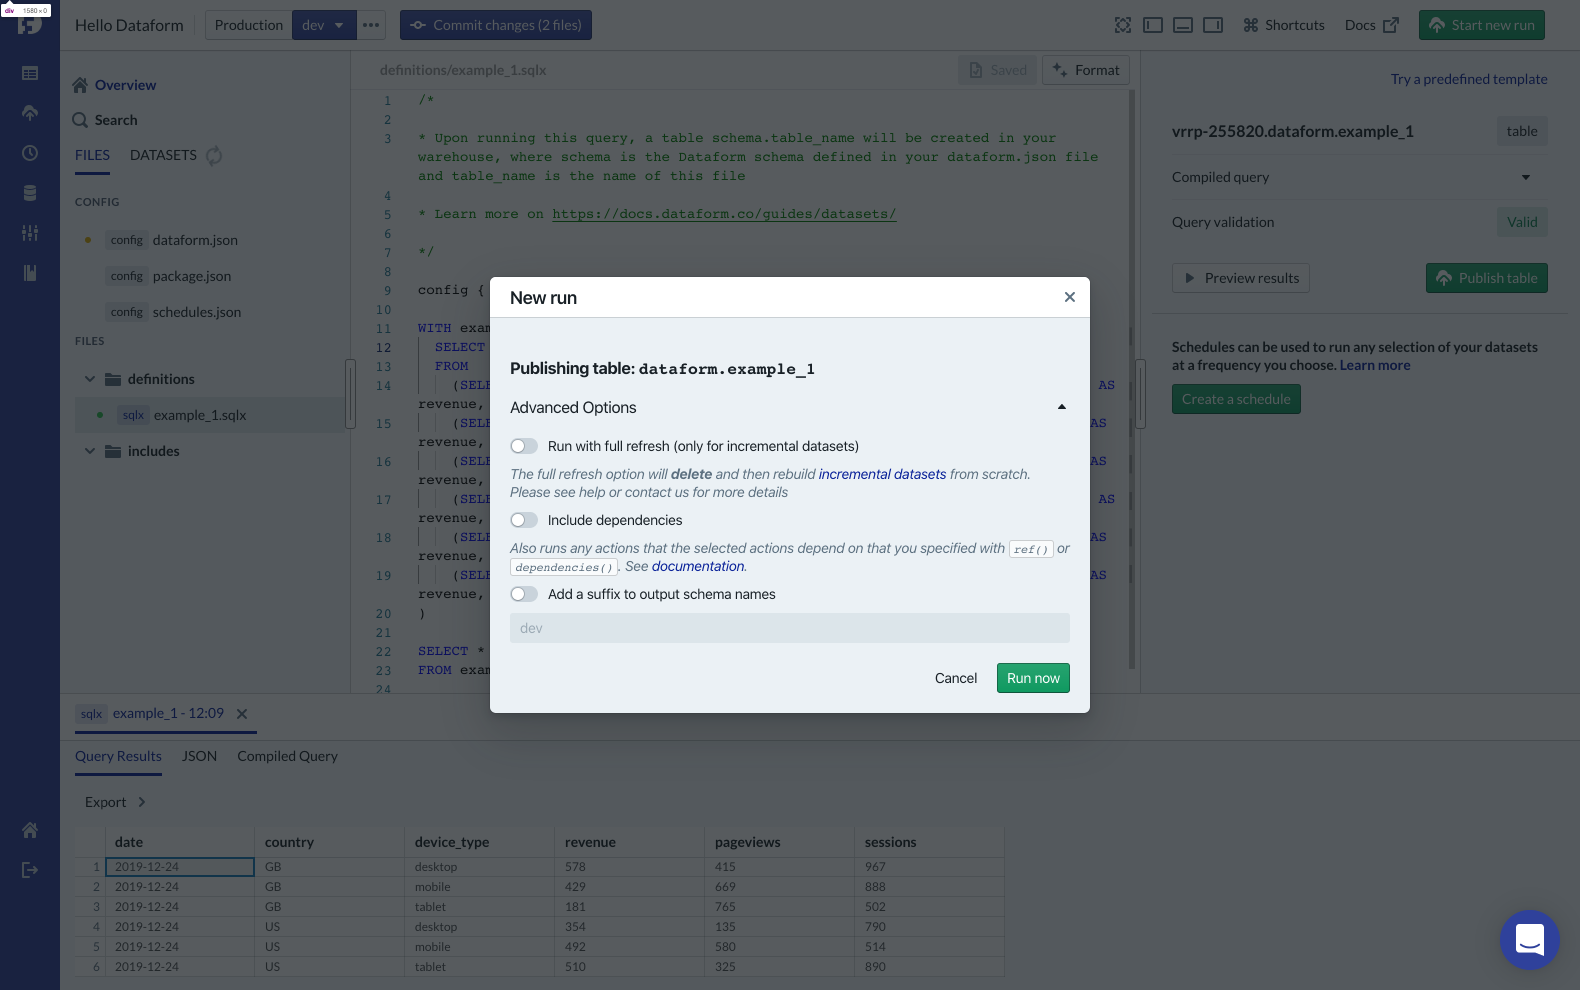 div 1580 × 0
Hello Dataform
Production
dev
Commit changes (2 files)
Shortcuts
Docs
Start new run
Overview
Search
FILES
DATASETS
CONFIG
config dataform.json
config package.json
config schedules.json
FILES
definitions
sqlx example_1.sqlx
includes
definitions/example_1.sqlx
Saved
Format
1 /*
2
3 * Upon running this query, a table schema.table_name will be created in your
warehouse, where schema is the Dataform schema defined in your dataform.json file
and table_name is the name of this file
4
5 * Learn more on https://docs.dataform.co/guides/datasets/
6
7 */
8
9 config {
10
11 WITH exam
12 SELECT
13 FROM
14 (SELE AS
revenue,
15 (SELE AS
revenue,
16 (SELE AS
revenue,
17 (SELE AS
revenue,
18 (SELE AS
revenue,
19 (SELE AS
revenue,
20 )
21
22 SELECT *
23 FROM exam
24
Try a predefined template
vrrp-255820.dataform.example_1
table
Compiled query
Query validation
Valid
Preview results
Publish table
Schedules can be used to run any selection of your datasets
at a frequency you choose. Learn more
Create a schedule
New run
Publishing table: dataform.example_1
Advanced Options
Run with full refresh (only for incremental datasets)
The full refresh option will delete and then rebuild incremental datasets from scratch.
Please see help or contact us for more details
Include dependencies
Also runs any actions that the selected actions depend on that you specified with ref() or
dependencies(). See documentation.
Add a suffix to output schema names
dev
Cancel
Run now
sqlx example_1 - 12:09
Query Results
JSON
Compiled Query
Export
date country device_type revenue pageviews sessions
1 2019-12-24 GB desktop 578 415 967
2 2019-12-24 GB mobile 429 669 888
3 2019-12-24 GB tablet 181 765 502
4 2019-12-24 US desktop 354 135 790
5 2019-12-24 US mobile 492 580 514
6 2019-12-24 US tablet 510 325 890